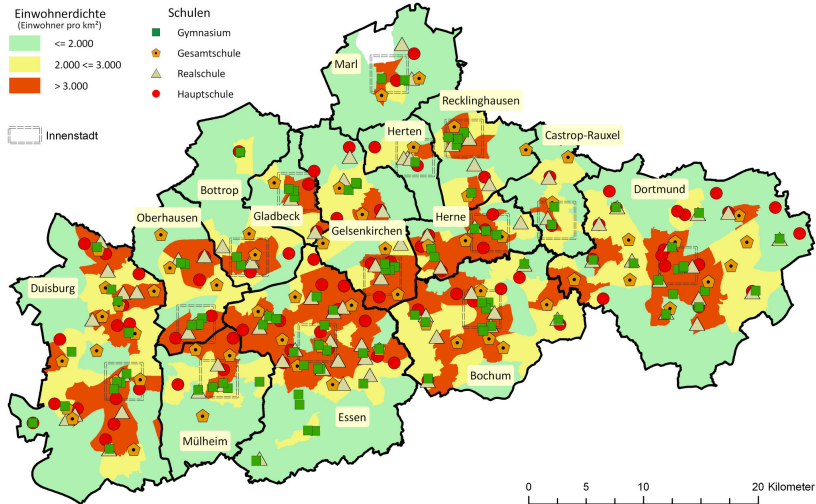 Einwohnerdichte
(Einwohner pro km²)
<= 2.000
2.000 <= 3.000
> 3.000
Innenstadt
Schulen
Gymnasium
Gesamtschule
Realschule
Hauptschule
Marl
Recklinghausen
Herten
Castrop-Rauxel
Bottrop
Dortmund
Oberhausen
Gladbeck
Herne
Gelsenkirchen
Duisburg
Bochum
Essen
Mülheim
0 5 10 20 Kilometer